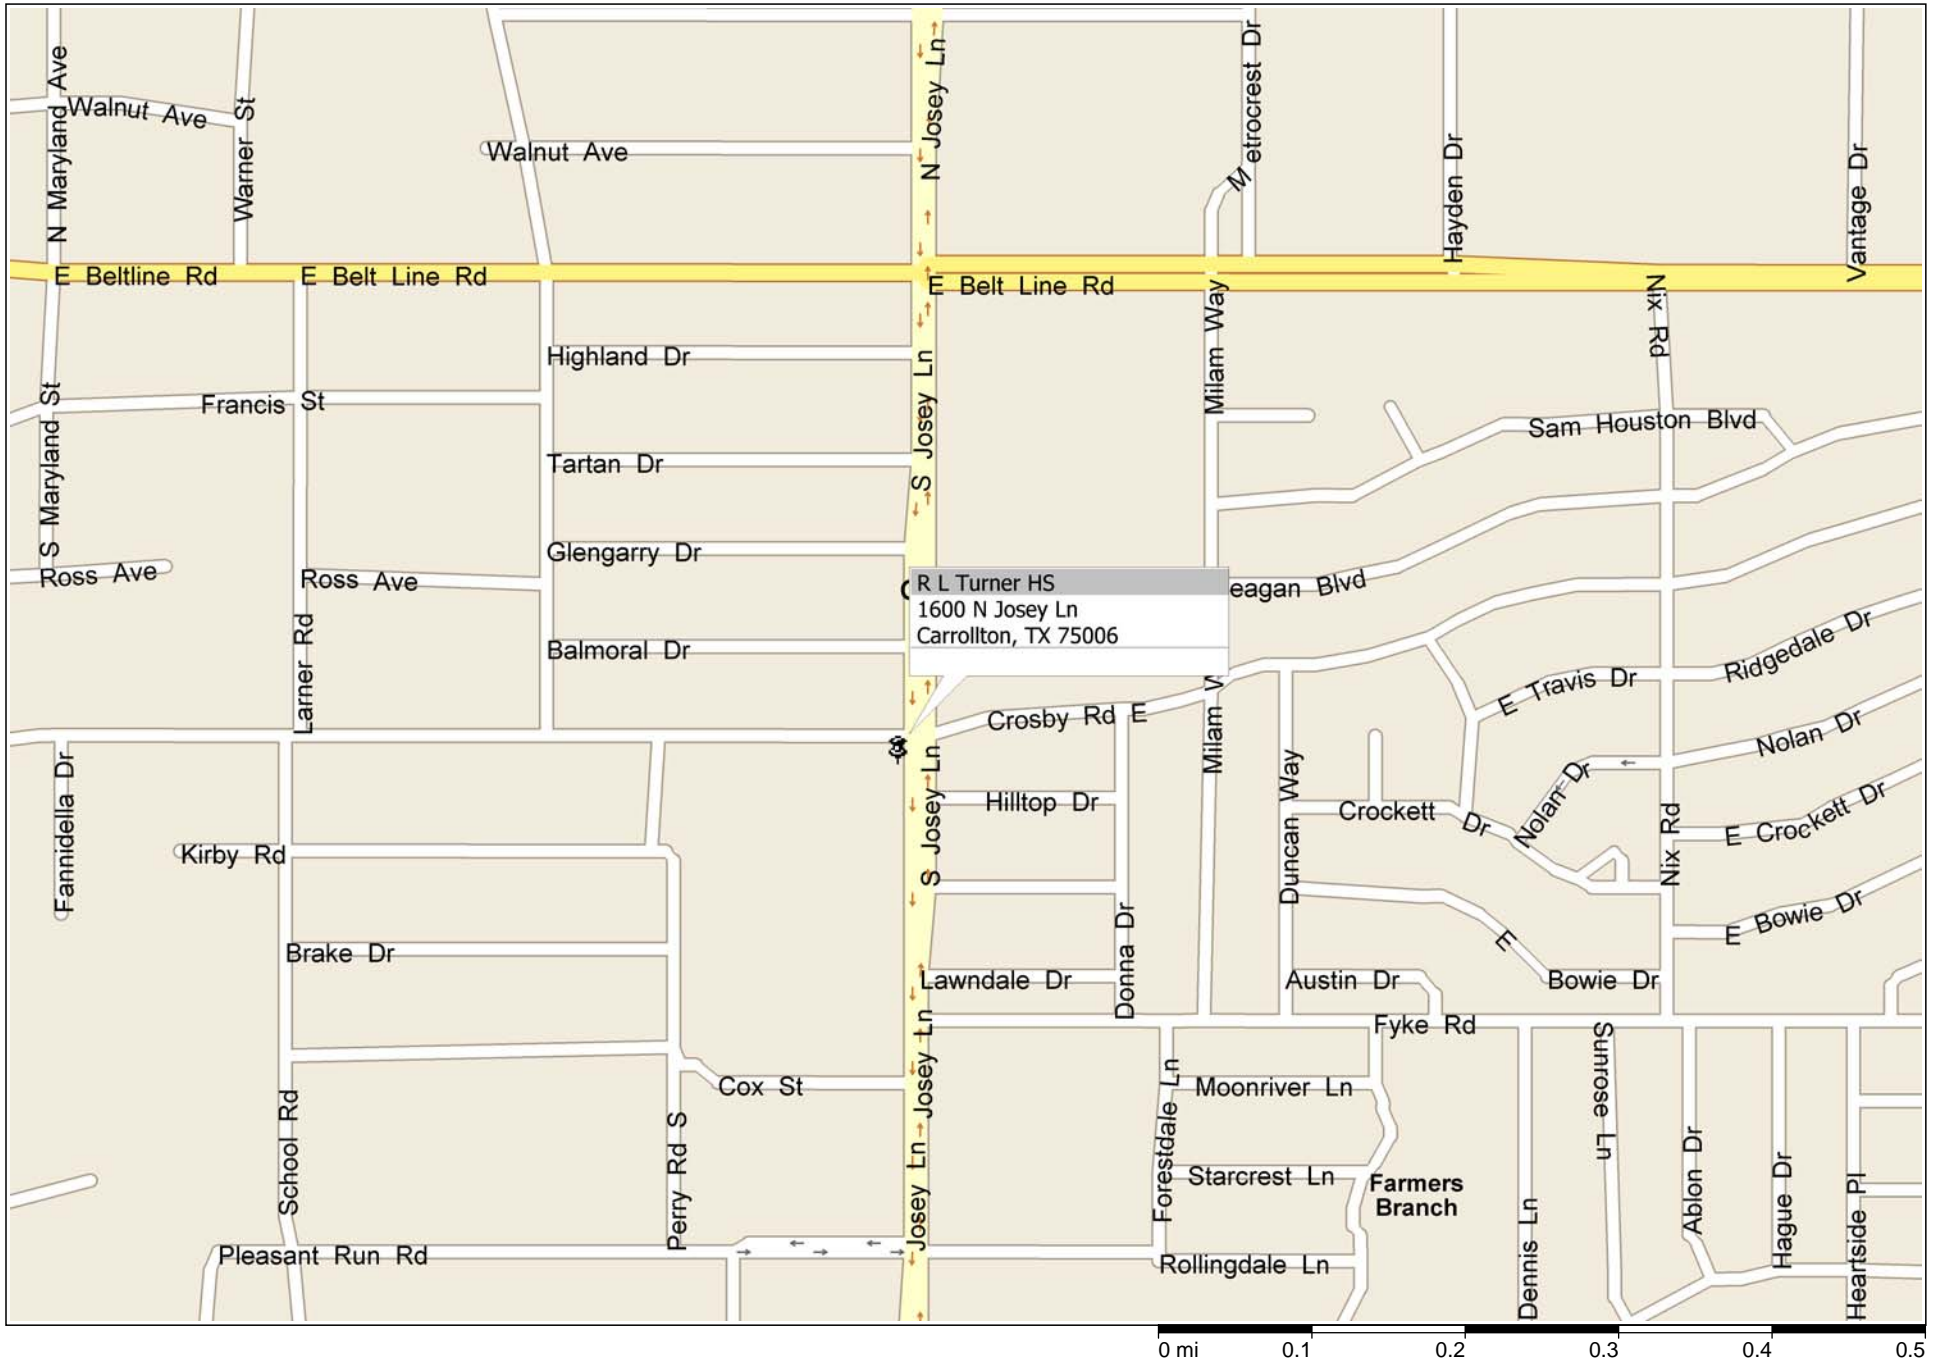 N Maryland Ave
Walnut Ave
Warner St
Walnut Ave
N Josey Ln
Metrocrest Dr
Hayden Dr
Vantage Dr
E Beltline Rd
E Belt Line Rd
E Belt Line Rd
Nix Rd
Milam Way
Highland Dr
S Josey Ln
S Maryland St
Francis St
Sam Houston Blvd
Tartan Dr
Glengarry Dr
Ross Ave
Ross Ave
R L Turner HS
1600 N Josey Ln
Carrollton, TX 75006
eagan Blvd
Larner Rd
Balmoral Dr
Ridgedale Dr
E Travis Dr
Crosby Rd E
Milam W
Nolan Dr
Fannidella Dr
S Josey Ln
Hilltop Dr
Duncan Way
Crockett Dr
Nolan Dr
Nix Rd
E Crockett Dr
Kirby Rd
E Bowie Dr
Brake Dr
Lawndale Dr
Donna Dr
Austin Dr
E Bowie Dr
Josey Ln
Fyke Rd
Sunrose Ln
Cox St
Forestdale Ln
Moonriver Ln
School Rd
Perry Rd S
Josey Ln
Starcrest Ln
Farmers
Branch
Dennis Ln
Ablon Dr
Hague Dr
Heartside Pl
Pleasant Run Rd
Rollingdale Ln
0 mi 0.1 0.2 0.3 0.4 0.5